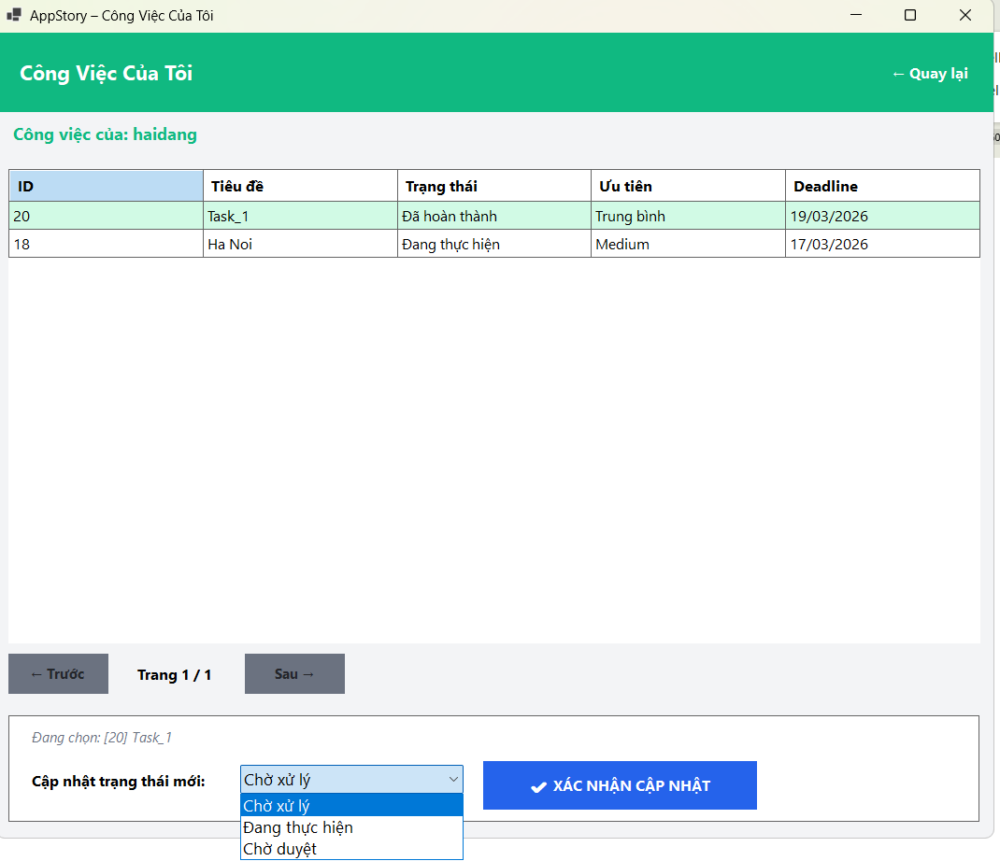 AppStory – Công Việc Của Tôi
Công Việc Của Tôi
← Quay lại
Công việc của: haidang
ID Tiêu đề Trạng thái Ưu tiên Deadline
20 Task_1 Đã hoàn thành Trung bình 19/03/2026
18 Ha Noi Đang thực hiện Medium 17/03/2026
← Trước Trang 1 / 1 Sau →
Đang chọn: [20] Task_1
Cập nhật trạng thái mới: Chờ xử lý ✔ XÁC NHẬN CẬP NHẬT
Chờ xử lý
Đang thực hiện
Chờ duyệt